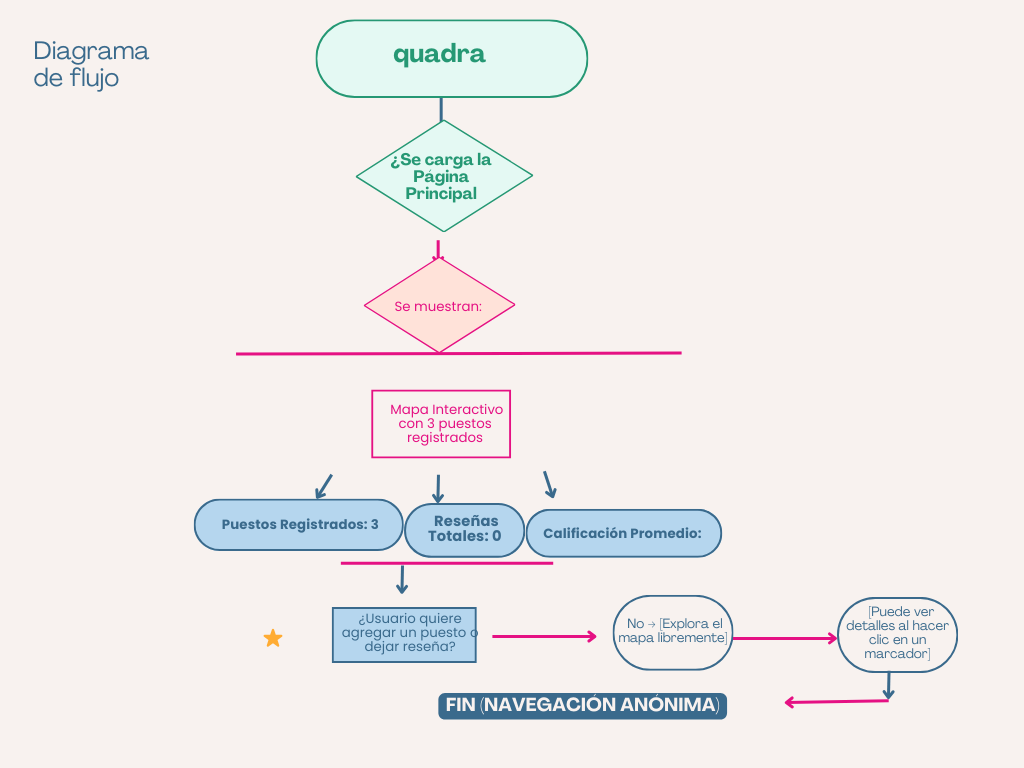 Diagrama
de flujo
quadra
¿Se carga la
Página
Principal
Se muestran:
Mapa Interactivo
con 3 puestos
registrados
Puestos Registrados: 3
Reseñas
Totales: 0
Calificación Promedio:
¿Usuario quiere
agregar un puesto o
dejar reseña?
No → [Explora el
mapa libremente]
[Puede ver
detalles al hacer
clic en un
marcador]
FIN (NAVEGACIÓN ANÓNIMA)